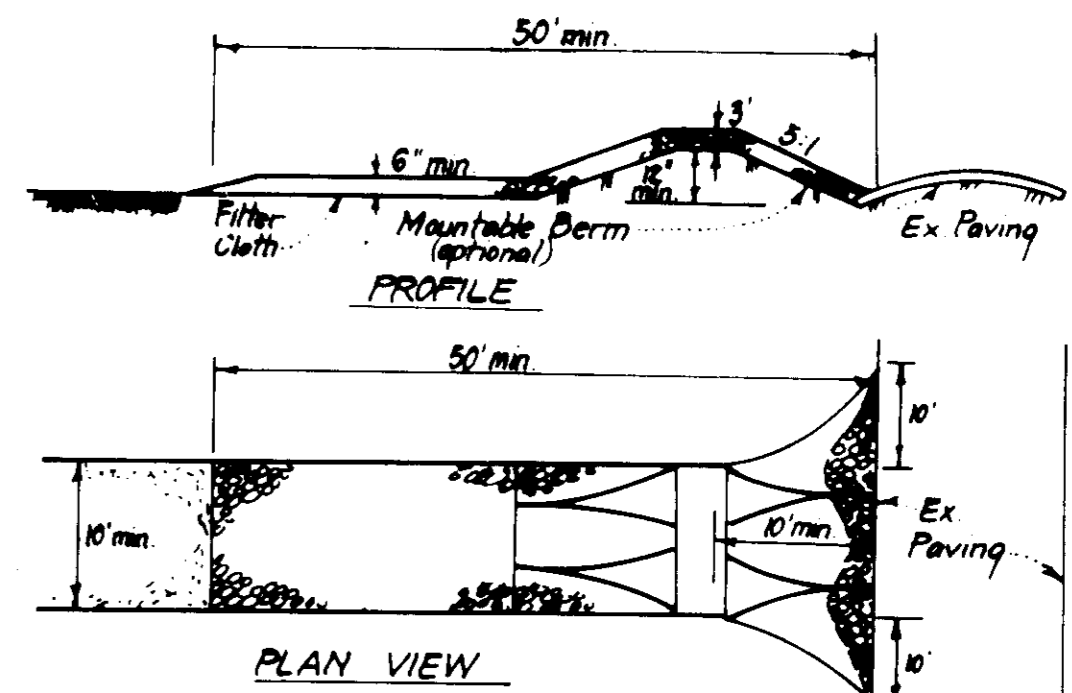 50' min.
3'
5:1
6" min.
12"
min.
Filter
Cloth
Mountable Berm
(optional)
Ex. Paving
PROFILE
50' min.
10'
10' min.
10' min.
Ex.
Paving
10'
PLAN VIEW